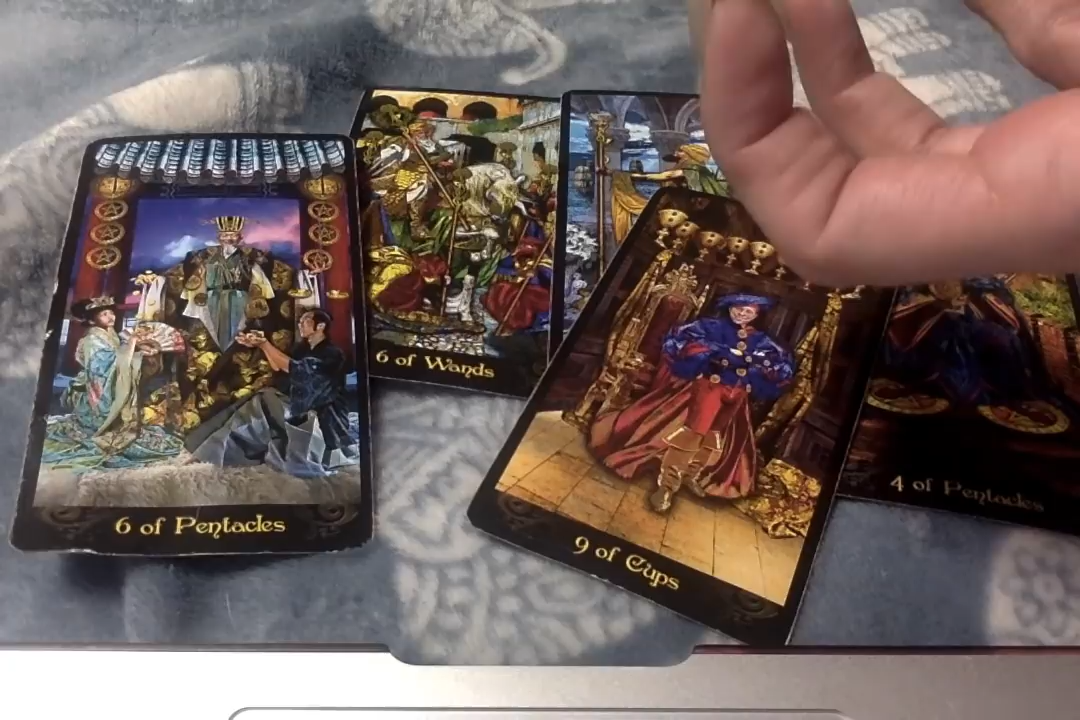 6 of Pentacles
6 of Wands
9 of Cups
4 of Pentacles